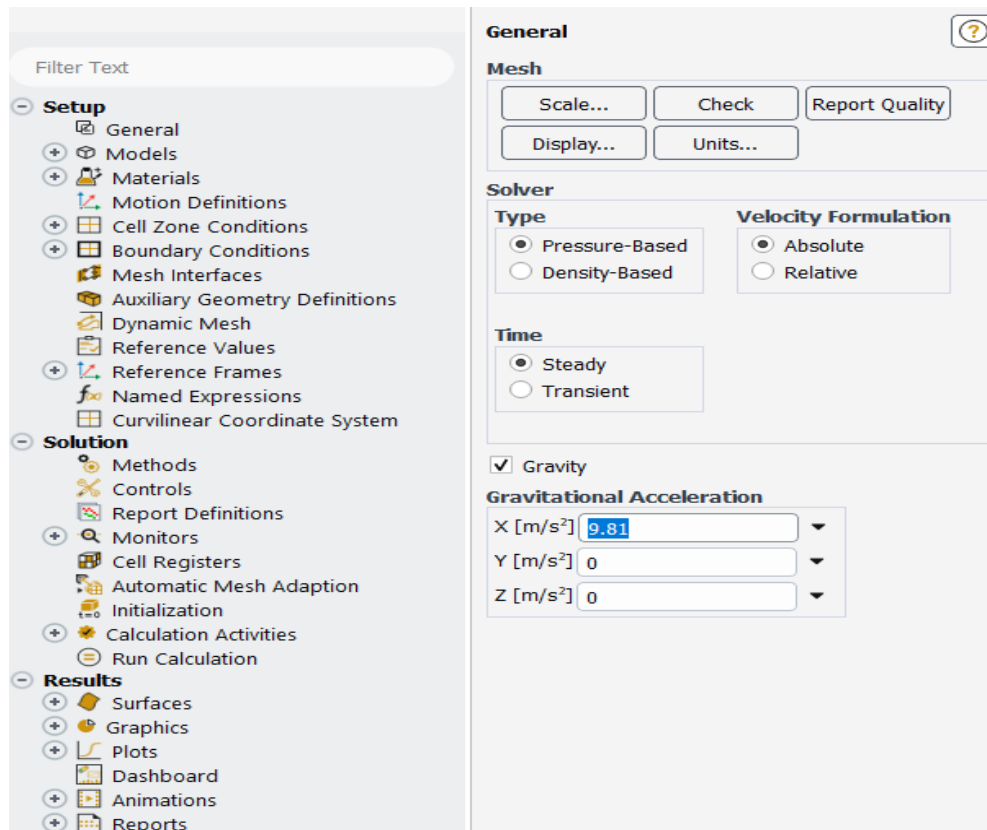 Filter Text
Setup
General
Models
Materials
Motion Definitions
Cell Zone Conditions
Boundary Conditions
Mesh Interfaces
Auxiliary Geometry Definitions
Dynamic Mesh
Reference Values
Reference Frames
Named Expressions
Curvilinear Coordinate System
Solution
Methods
Controls
Report Definitions
Monitors
Cell Registers
Automatic Mesh Adaption
Initialization
Calculation Activities
Run Calculation
Results
Surfaces
Graphics
Plots
Dashboard
Animations
Reports
General ?
Mesh
Scale... Check Report Quality
Display... Units...
Solver
Type Velocity Formulation
Pressure-Based Absolute
Density-Based Relative
Time
Steady
Transient
Gravity
Gravitational Acceleration
X [m/s²] 9.81
Y [m/s²] 0
Z [m/s²] 0